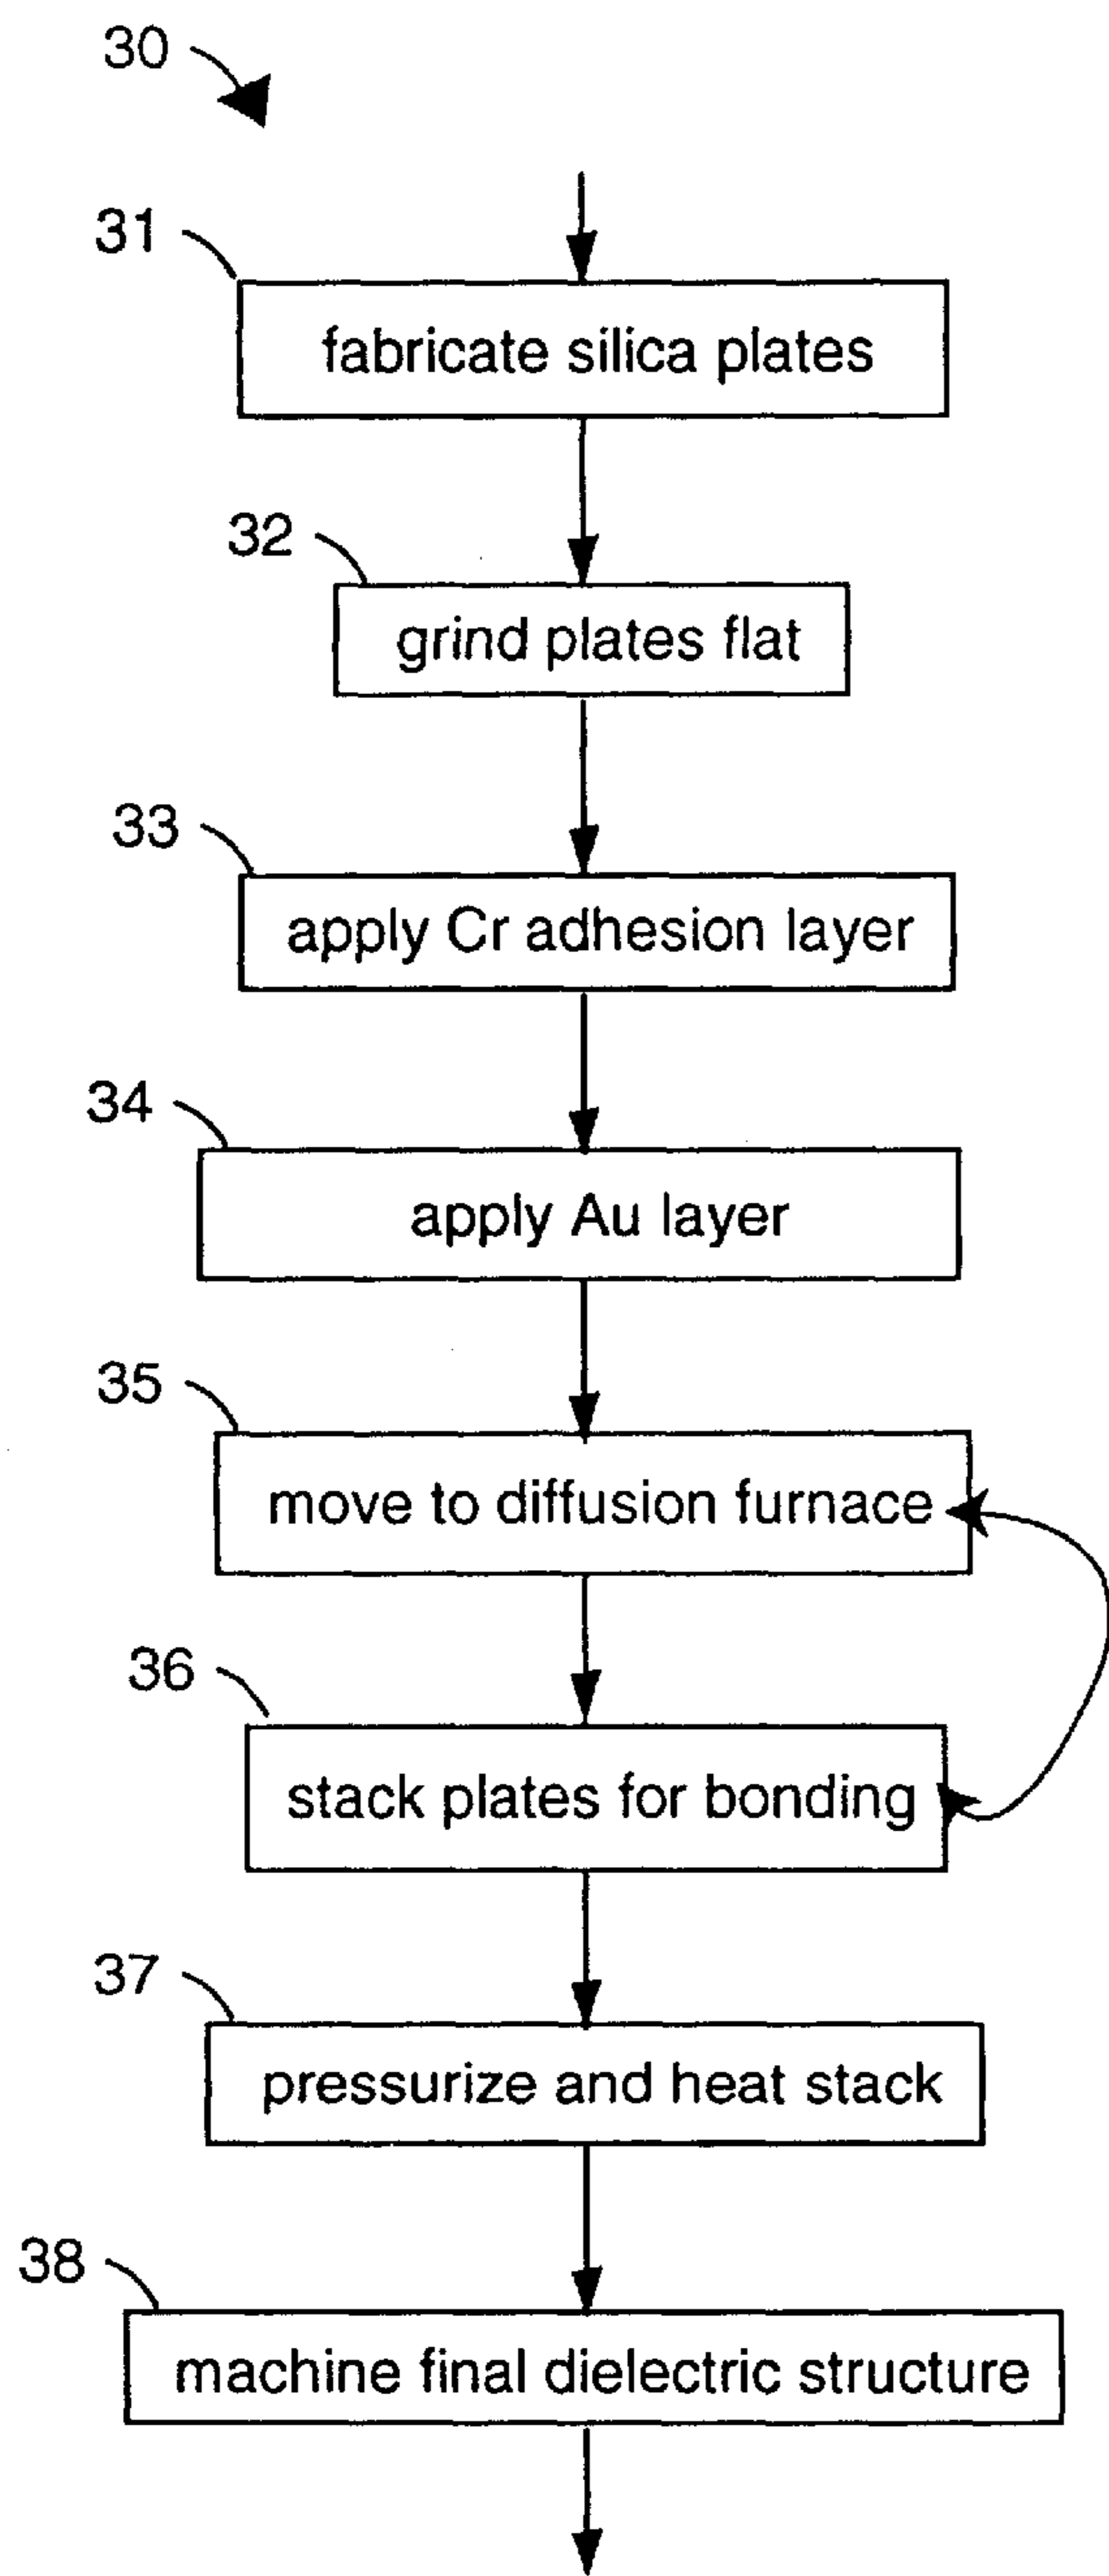 30
31
fabricate silica plates
32
grind plates flat
33
apply Cr adhesion layer
34
apply Au layer
35
move to diffusion furnace
36
stack plates for bonding
37
pressurize and heat stack
38
machine final dielectric structure